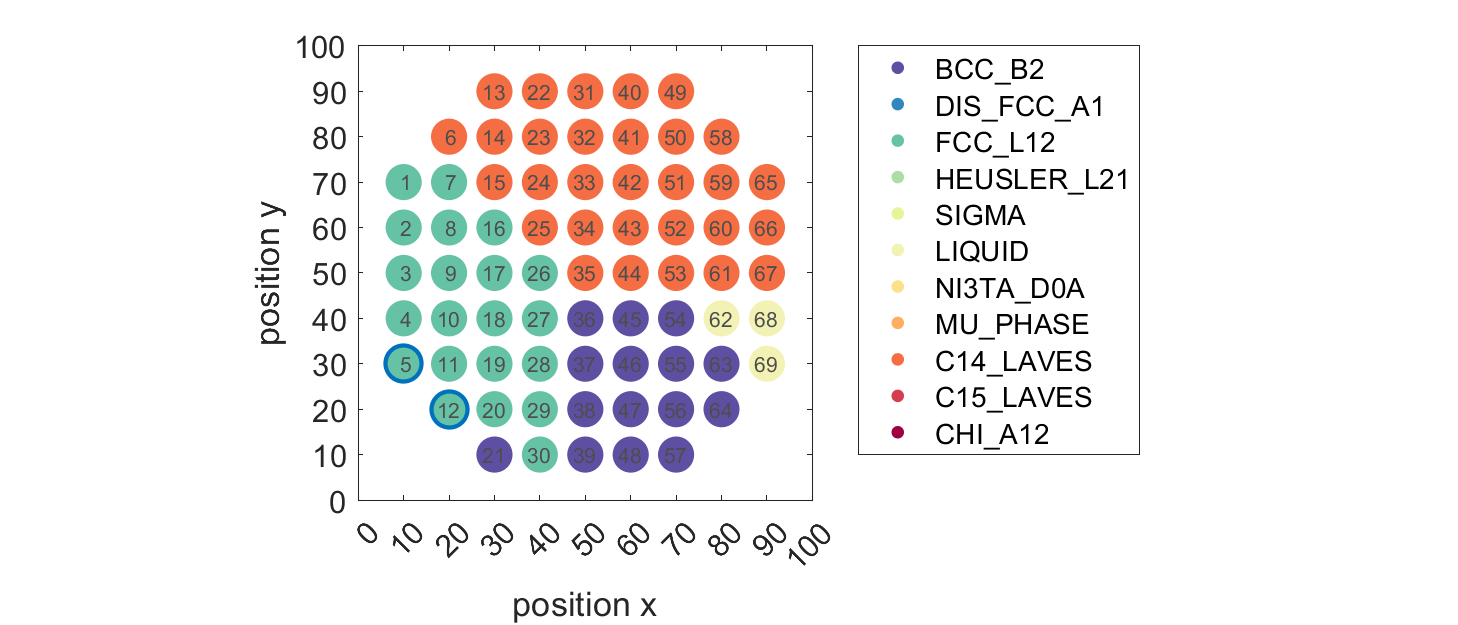 100
90
80
70
60
50
40
30
20
10
0
position y
13 22 31 40 49
6 14 23 32 41 50 58
1 7 15 24 33 42 51 59 65
2 8 16 25 34 43 52 60 66
3 9 17 26 35 44 53 61 67
4 10 18 27 36 45 54 62 68
5 11 19 28 37 46 55 63 69
12 20 29 38 47 56 64
21 30 39 48 57
0 10 20 30 40 50 60 70 80 90 100
position x
BCC_B2
DIS_FCC_A1
FCC_L12
HEUSLER_L21
SIGMA
LIQUID
NI3TA_D0A
MU_PHASE
C14_LAVES
C15_LAVES
CHI_A12